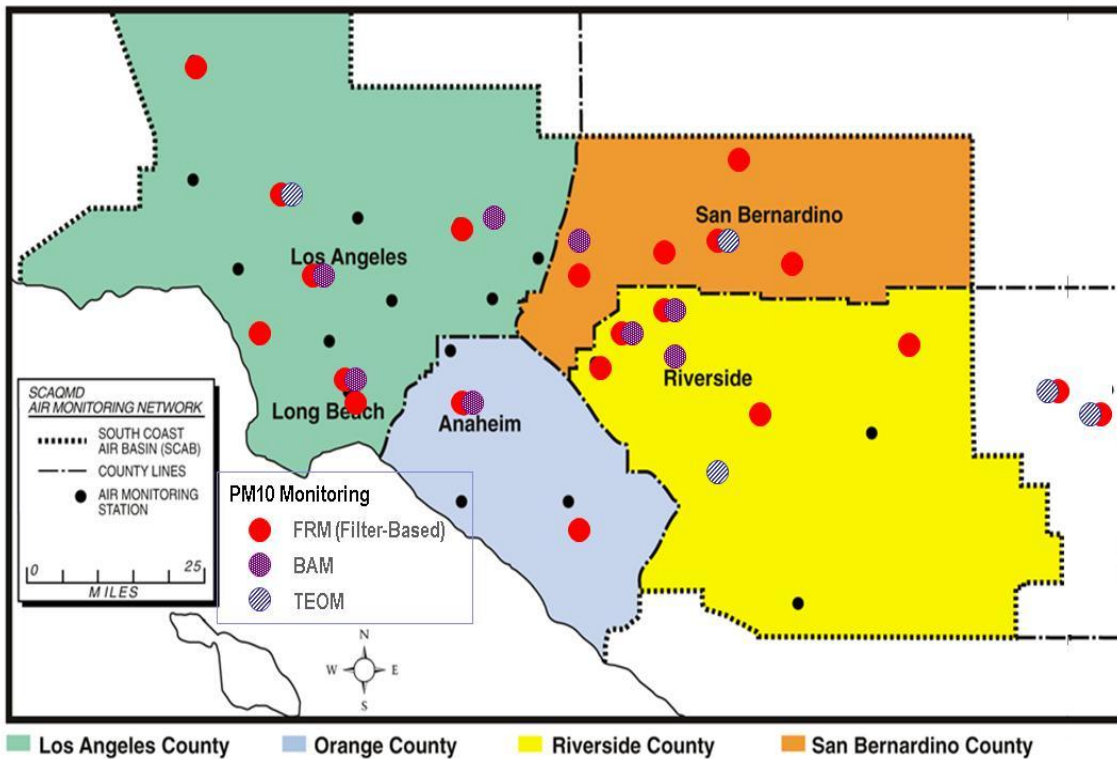 San Bernardino
Los Angeles
Riverside
Long Beach
Anaheim
SCAQMD
AIR MONITORING NETWORK
SOUTH COAST
AIR BASIN (SCAB)
COUNTY LINES
AIR MONITORING
STATION
0 25
MILES
PM10 Monitoring
FRM (Filter-Based)
BAM
TEOM
N
W E
S
Los Angeles County Orange County Riverside County San Bernardino County